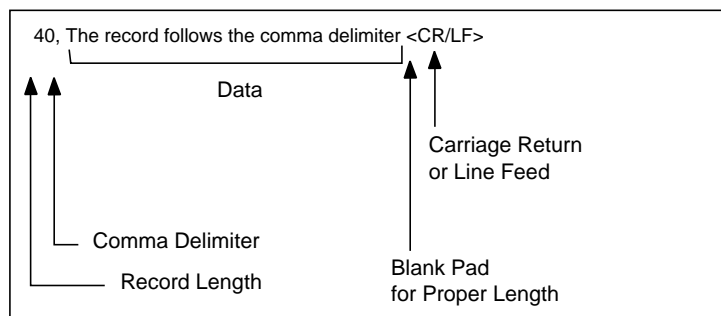 40, The record follows the comma delimiter <CR/LF>
Data
Carriage Return
or Line Feed
Comma Delimiter
Blank Pad
for Proper Length
Record Length